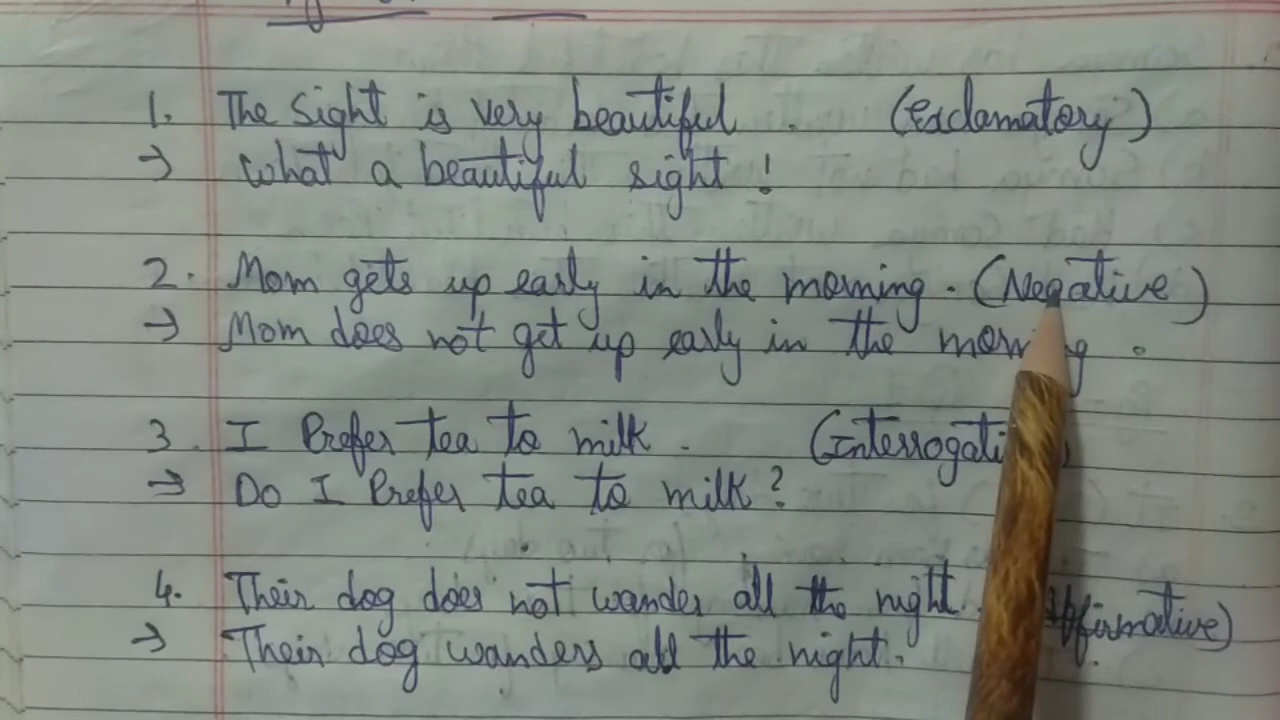 1. The Sight is very beautiful . (Exclamatory)
→ What a beautiful sight !
2. Mom gets up early in the morning . (Negative)
→ Mom does not get up early in the morning .
3. I Prefer tea to milk . (Interrogati
→ Do I Prefer tea to milk ?
4. Their dog does not wander all the night . Affirmative)
→ Their dog wanders all the night .